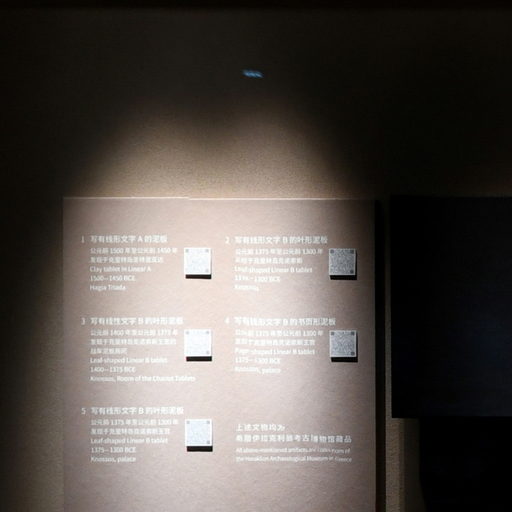 1 写有线形文字 A 的泥板
公元前 1500 年至公元前 1450 年
发现于克里特岛圣特里亚达
Clay tablet in Linear A
1500—1450 BCE
Hagia Triada
2 写有线形文字 B 的叶形泥板
公元前 1375 年至公元前 1300 年
发现于克里特岛克诺索斯
Leaf-shaped Linear B tablet
1375—1300 BCE
Knossos,
3 写有线性文字 B 的叶形泥板
公元前 1400 年至公元前 1375 年
发现于克里特岛克诺索斯王宫的
战车泥板房间
Leaf-shaped Linear B tablet
1400—1375 BCE
Knossos, Room of the Chariot Tablets
4 写有线形文字 B 的书页形泥板
公元前 1375 年至公元前 1300 年
发现于克里特岛克诺索斯王宫
Page-shaped Linear B tablet
1375—1300 BCE
Knossos, palace
5 写有线形文字 B 的叶形泥板
公元前 1375 年至公元前 1300 年
发现于克里特岛克诺索斯王宫
Leaf-shaped Linear B tablet
1375—1300 BCE
Knossos, palace
上述文物均为
希腊伊拉克利翁考古博物馆藏品
All above-mentioned artifacts are collections of
the Heraklion Archaeological Museum in Greece